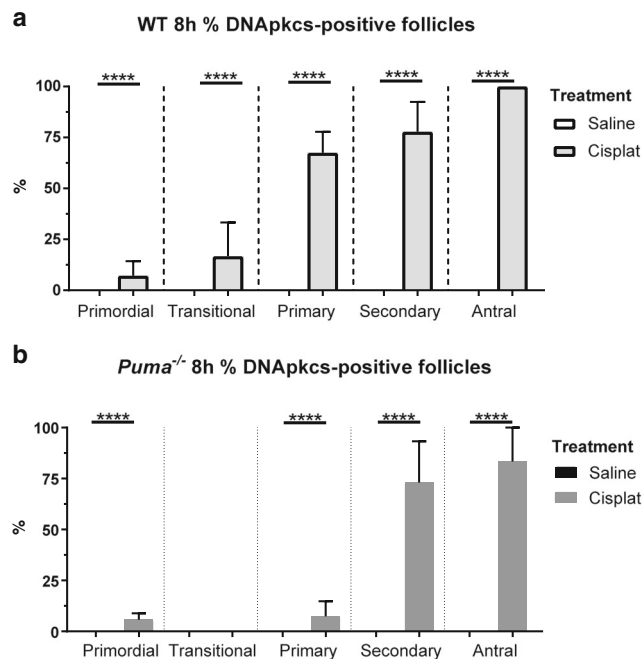 a
WT 8h % DNApkcs-positive follicles
**** **** **** **** ****
100
75
50
25
0
%
Primordial Transitional Primary Secondary Antral
Treatment
Saline
Cisplat
b
Puma-/- 8h % DNApkcs-positive follicles
**** **** **** ****
100
75
50
25
0
%
Primordial Transitional Primary Secondary Antral
Treatment
Saline
Cisplat